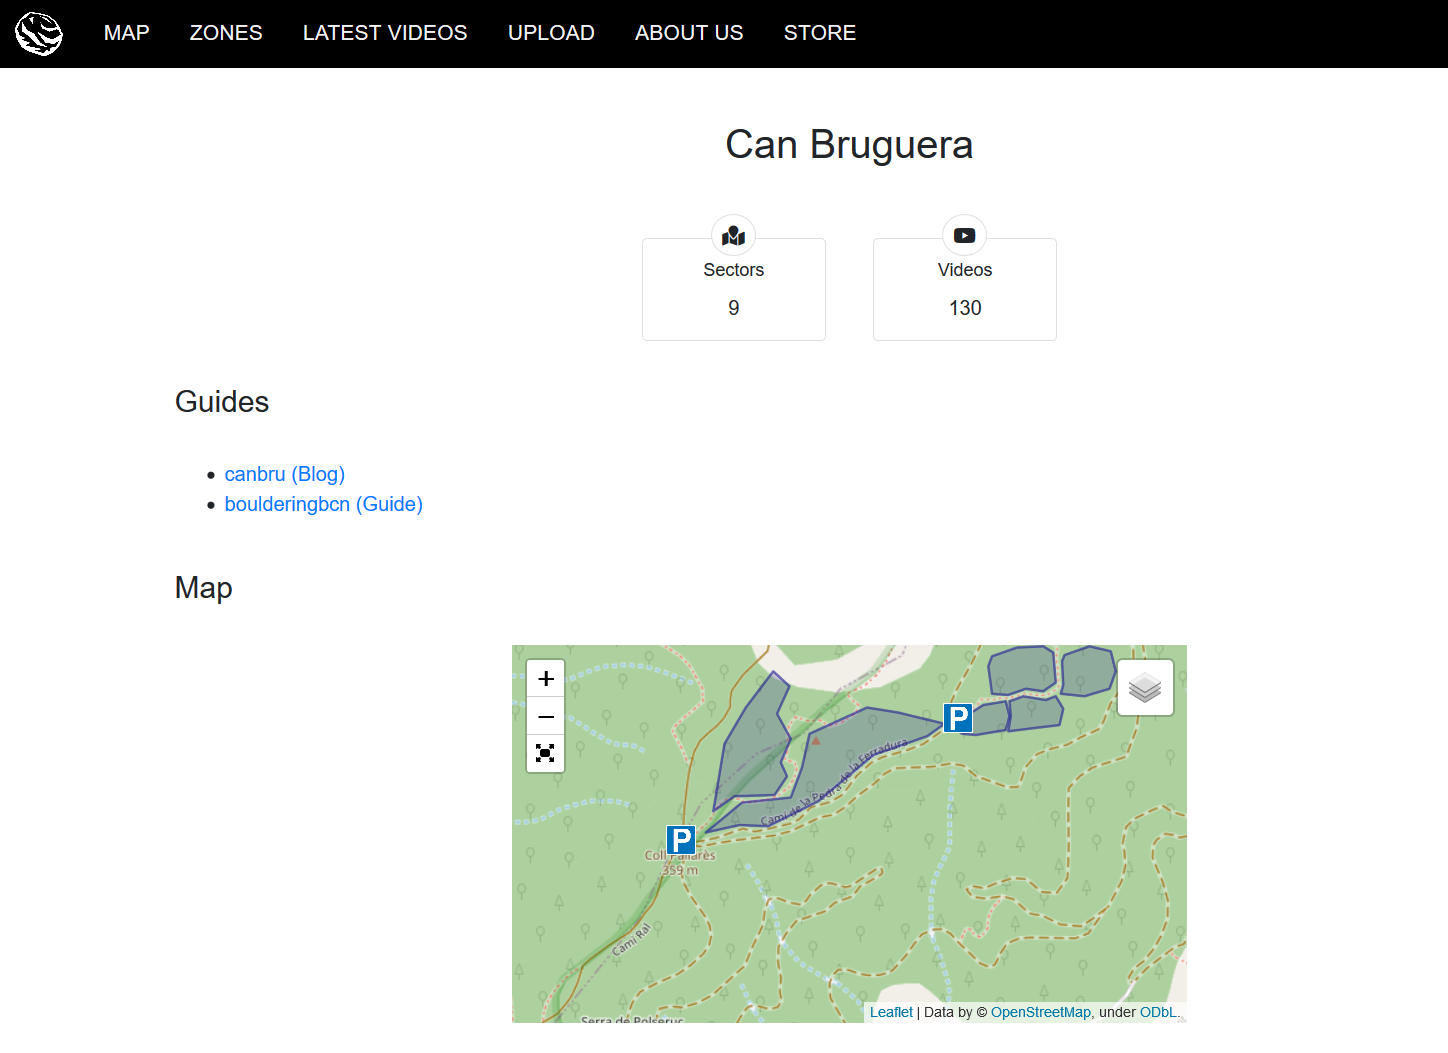 MAP ZONES LATEST VIDEOS UPLOAD ABOUT US STORE
Can Bruguera
Sectors
9
Videos
130
Guides
canbru (Blog)
boulderingbcn (Guide)
Map
+
−
P
Camí de la Pedra de la Ferradura
P
Coll Pallarès
359 m
Camí Ral
Serra de Polseruc
Leaflet | Data by © OpenStreetMap, under ODbL.